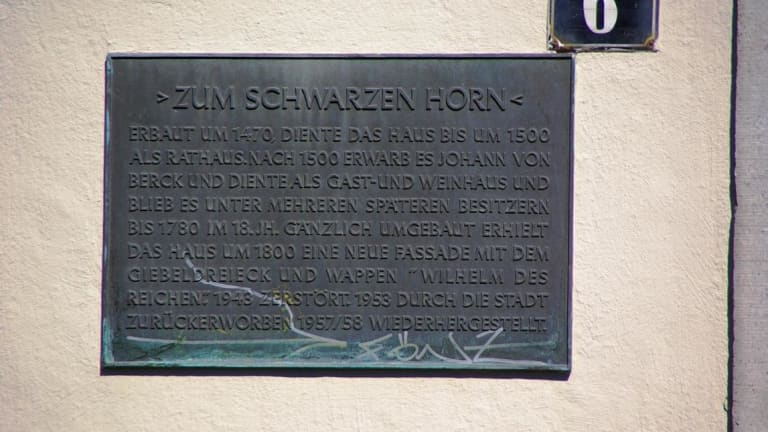 6
>ZUM SCHWARZEN HORN<
ERBAUT UM 1470, DIENTE DAS HAUS BIS UM 1500
ALS RATHAUS. NACH 1500 ERWARB ES JOHANN VON
BERCK UND DIENTE ALS GAST-UND WEINHAUS UND
BLIEB ES UNTER MEHREREN SPÄTEREN BESITZERN
BIS 1780 IM 18. JH. GÄNZLICH UMGEBAUT ERHIELT
DAS HAUS UM 1800 EINE NEUE FASSADE MIT DEM
GIEBELDREIECK UND WAPPEN "WILHELM DES
REICHEN". 1943 ZERSTÖRT. 1953 DURCH DIE STADT
ZURÜCKERWORBEN 1957/58 WIEDERHERGESTELLT.